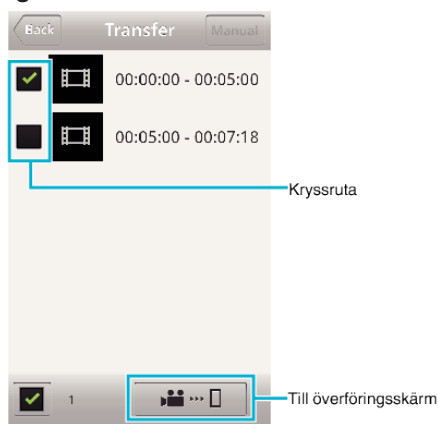 Back Transfer Manual
00:00:00 - 00:05:00
00:05:00 - 00:07:18
Kryssruta
1
Till överföringsskärm